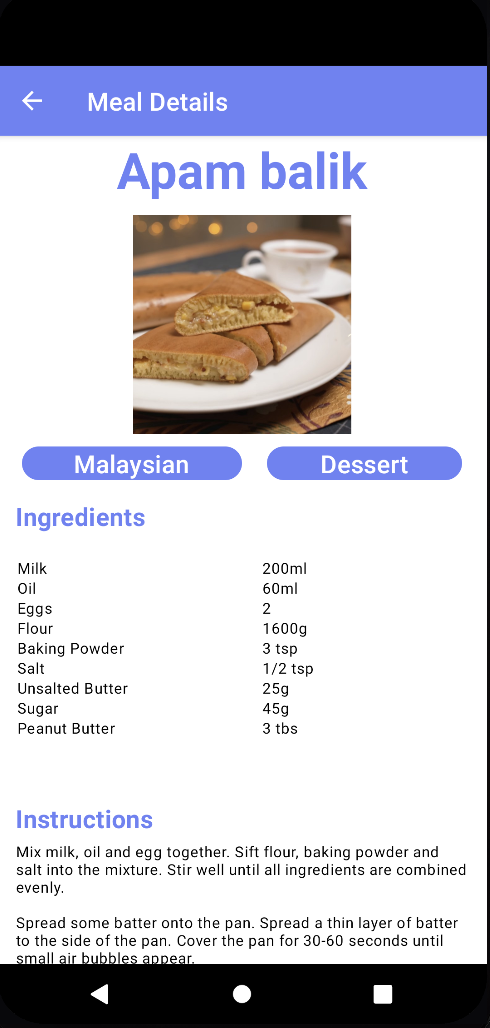 Meal Details
Apam balik
Malaysian Dessert
Ingredients
Milk 200ml
Oil 60ml
Eggs 2
Flour 1600g
Baking Powder 3 tsp
Salt 1/2 tsp
Unsalted Butter 25g
Sugar 45g
Peanut Butter 3 tbs
Instructions
Mix milk, oil and egg together. Sift flour, baking powder and
salt into the mixture. Stir well until all ingredients are combined
evenly.
Spread some batter onto the pan. Spread a thin layer of batter
to the side of the pan. Cover the pan for 30-60 seconds until
small air bubbles appear.